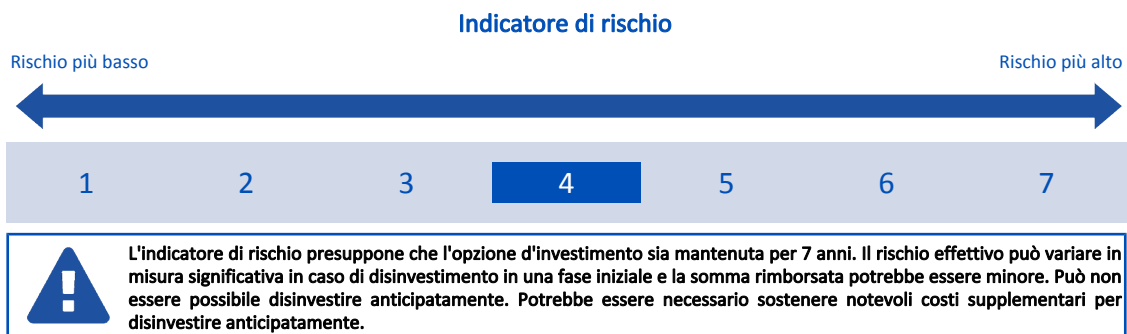 Indicatore di rischio
Rischio più basso
Rischio più alto
1 2 3 4 5 6 7
L'indicatore di rischio presuppone che l'opzione d'investimento sia mantenuta per 7 anni. Il rischio effettivo può variare in
misura significativa in caso di disinvestimento in una fase iniziale e la somma rimborsata potrebbe essere minore. Può non
essere possibile disinvestire anticipatamente. Potrebbe essere necessario sostenere notevoli costi supplementari per
disinvestire anticipatamente.